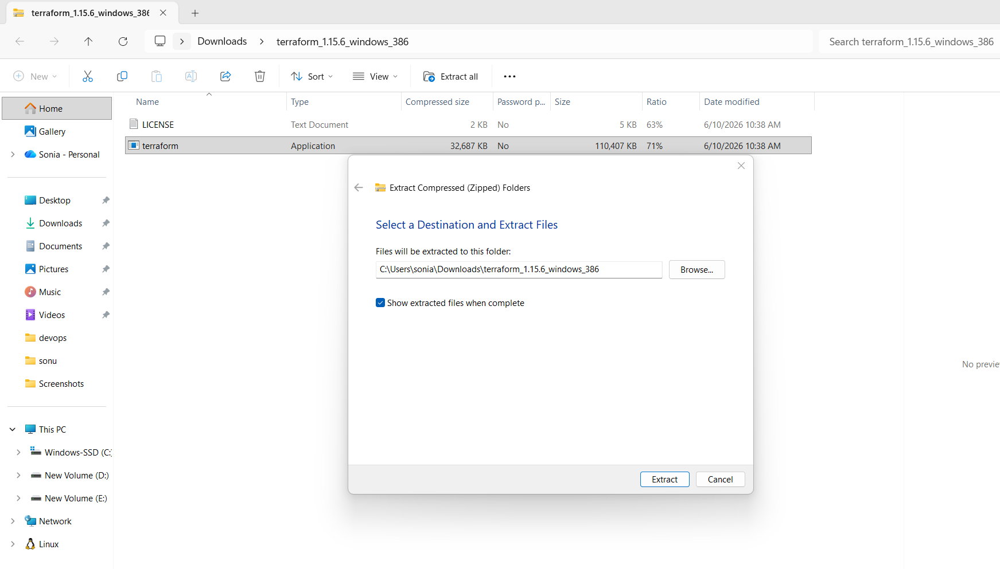 terraform_1.15.6_windows_386
Downloads > terraform_1.15.6_windows_386
Search terraform_1.15.6_windows_386
New
Sort
View
Extract all
Name Type Compressed size Password p... Size Ratio Date modified
LICENSE Text Document 2 KB No 5 KB 63% 6/10/2026 10:38 AM
terraform Application 32,687 KB No 110,407 KB 71% 6/10/2026 10:38 AM
Home
Gallery
Sonia - Personal
Desktop
Downloads
Documents
Pictures
Music
Videos
devops
sonu
Screenshots
This PC
Windows-SSD (C:)
New Volume (D:)
New Volume (E:)
Network
Linux
Extract Compressed (Zipped) Folders
Select a Destination and Extract Files
Files will be extracted to this folder:
C:\Users\sonia\Downloads\terraform_1.15.6_windows_386
Browse...
Show extracted files when complete
Extract
Cancel
No previe